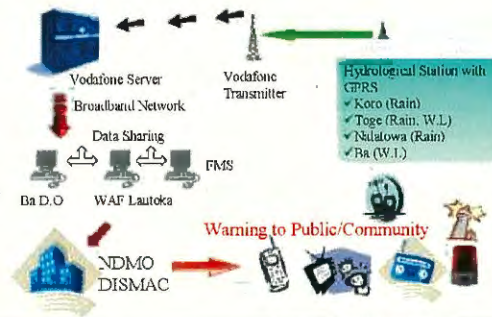 Vodafone Server
Vodafone
Transmitter
Hydrological Station with
GPRS
✓ Koro (Rain)
✓ Toge (Rain, W.L)
✓ Nalatowa (Rain)
✓ Ba (W.L)
Broadband Network
Data Sharing
FMS
Ba D.O
WAF Lautoka
Warning to Public/Community
NDMO
DISMAC